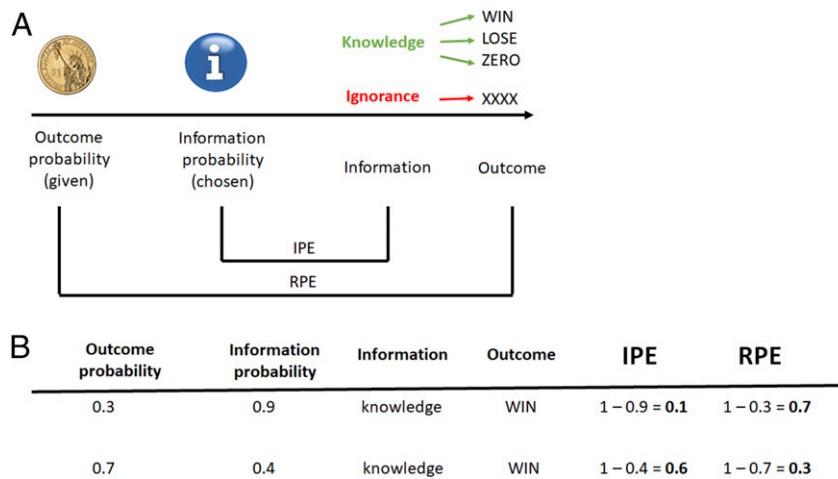 A
WIN
Knowledge
LOSE
ZERO
Ignorance
XXXX
Outcome
probability
(given)
Information
probability
(chosen)
Information
Outcome
IPE
RPE
B
Outcome
probability
Information
probability
Information
Outcome
IPE
RPE
0.3 0.9 knowledge WIN 1 – 0.9 = 0.1 1 – 0.3 = 0.7
0.7 0.4 knowledge WIN 1 – 0.4 = 0.6 1 – 0.7 = 0.3